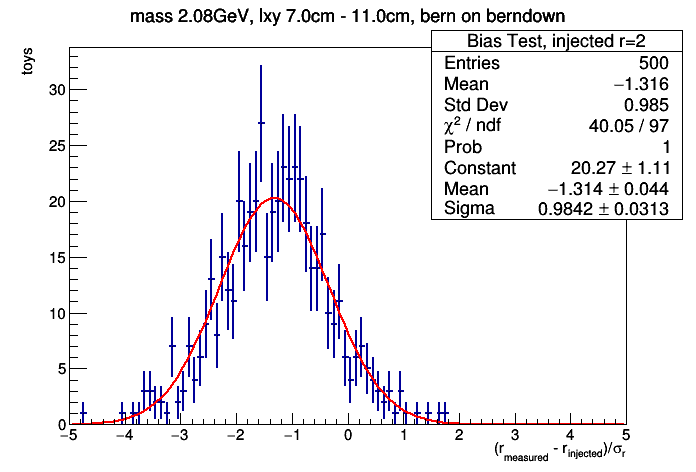 mass 2.08GeV, lxy 7.0cm - 11.0cm, bern on berndown
toys
Bias Test, injected r=2
Entries 500
Mean −1.316
Std Dev 0.985
χ² / ndf 40.05 / 97
Prob 1
Constant 20.27 ± 1.11
Mean −1.314 ± 0.044
Sigma 0.9842 ± 0.0313
30
25
20
15
10
5
0
−5 −4 −3 −2 −1 0 1 2 3 4 5
(r_measured - r_injected)/σ_r